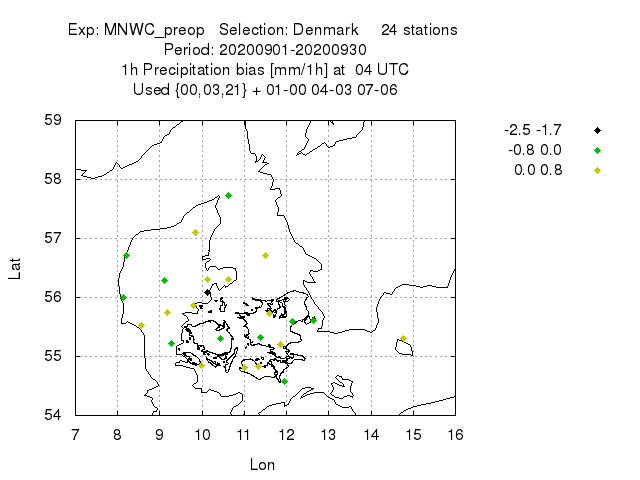 Exp: MNWC_preop   Selection: Denmark     24 stations
Period: 20200901-20200930
1h Precipitation bias [mm/1h] at  04 UTC
Used {00,03,21} + 01-00 04-03 07-06
-2.5 -1.7
-0.8 0.0
0.0 0.8
59
58
57
56
55
54
Lat
7 8 9 10 11 12 13 14 15 16
Lon